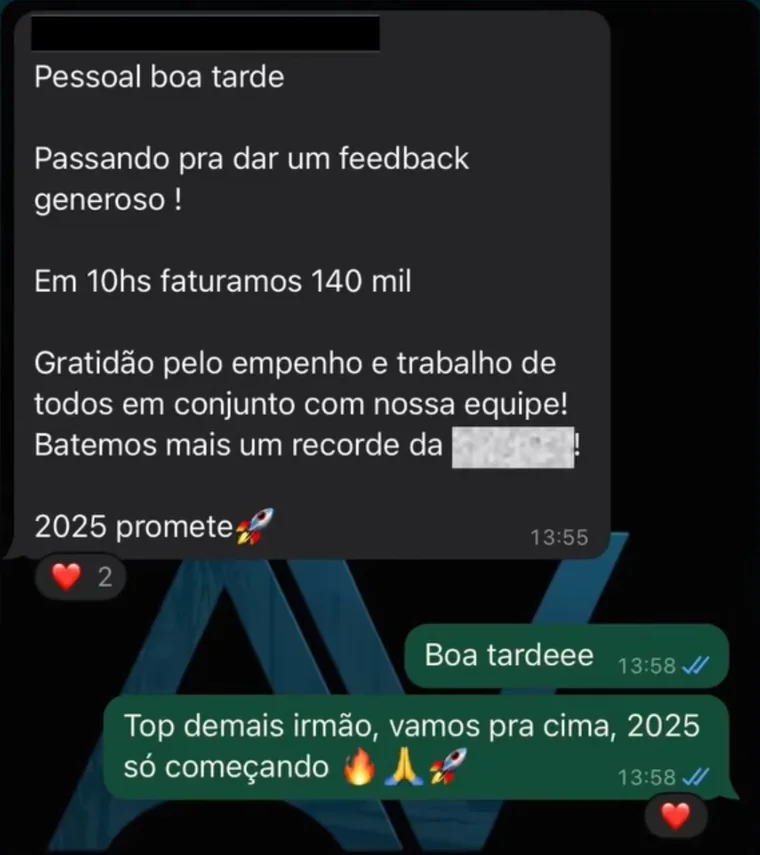 Pessoal boa tarde
Passando pra dar um feedback
generoso !
Em 10hs faturamos 140 mil
Gratidão pelo empenho e trabalho de
todos em conjunto com nossa equipe!
Batemos mais um recorde da !
2025 promete🚀
13:55
❤️ 2
Boa tardeee
13:58
Top demais irmão, vamos pra cima, 2025
só começando 🔥🙏🚀
13:58